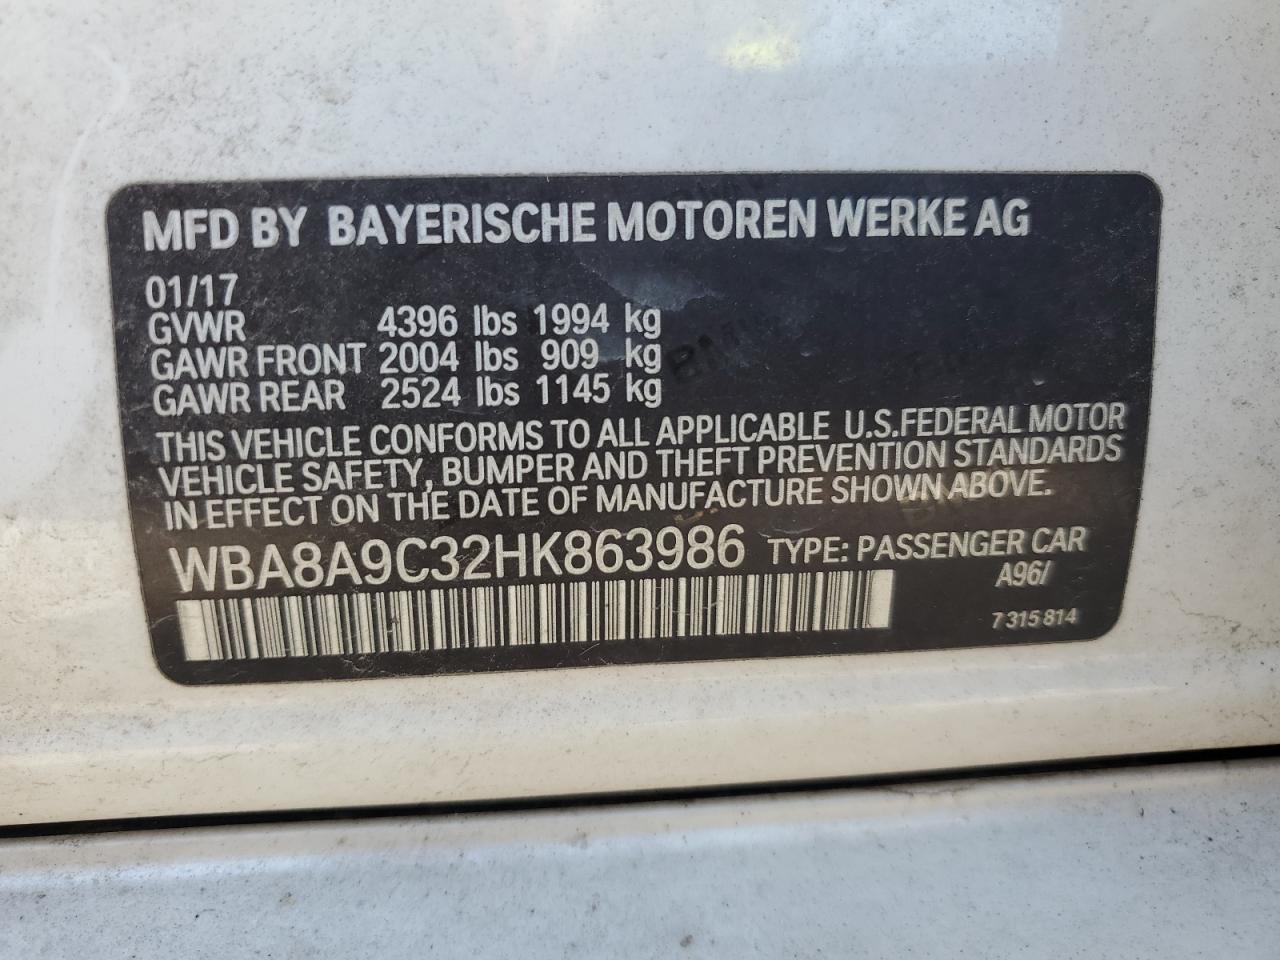 MFD BY BAYERISCHE MOTOREN WERKE AG
01/17
GVWR 4396 lbs 1994 kg
GAWR FRONT 2004 lbs 909 kg
GAWR REAR 2524 lbs 1145 kg
THIS VEHICLE CONFORMS TO ALL APPLICABLE U.S.FEDERAL MOTOR
VEHICLE SAFETY, BUMPER AND THEFT PREVENTION STANDARDS
IN EFFECT ON THE DATE OF MANUFACTURE SHOWN ABOVE.
WBA8A9C32HK863986 TYPE: PASSENGER CAR
A96/
7 315 814